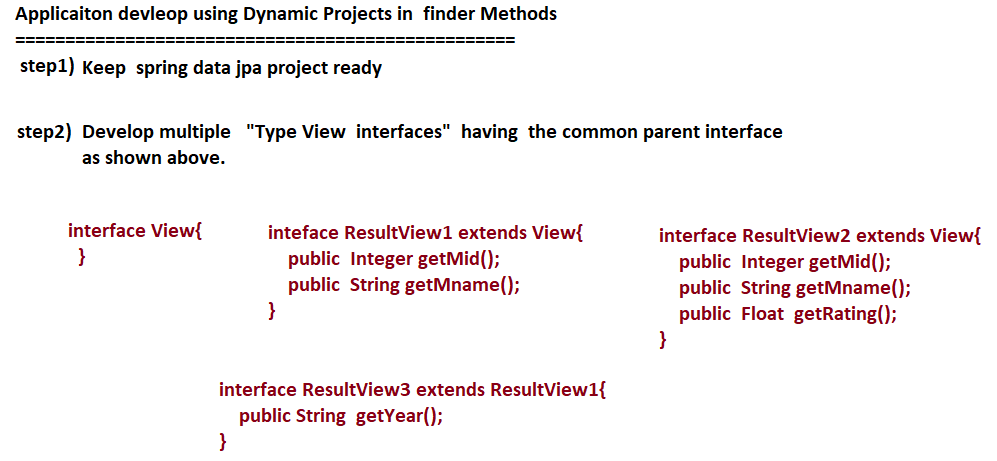 Applicaiton devleop using Dynamic Projects in finder Methods
==================================================
step1) Keep spring data jpa project ready
step2) Develop multiple "Type View interfaces" having the common parent interface
as shown above.
interface View{
}
inteface ResultView1 extends View{
public Integer getMid();
public String getMname();
}
interface ResultView2 extends View{
public Integer getMid();
public String getMname();
public Float getRating();
}
interface ResultView3 extends ResultView1{
public String getYear();
}